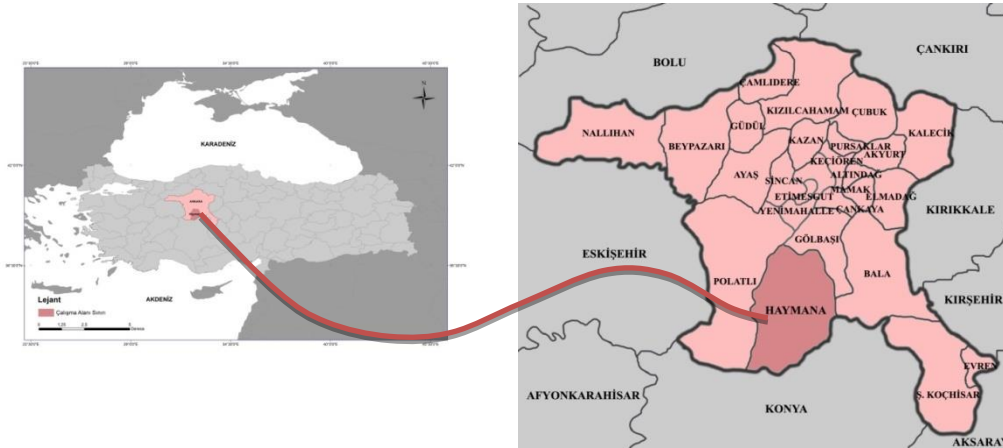 N
KARADENİZ
ANKARA
AKDENİZ
Lejant
Çalışma Alanı Sınırı
BOLU
ÇANKIRI
ÇAMLIDERE
KIZILCAHAMAM
ÇUBUK
NALLIHAN
GÜDÜL
KALECİK
BEYPAZARI
KAZAN
PURSAKLAR
AKYURT
KEÇİÖREN
AYAŞ
SİNCAN
ALTINDAĞ
MAMAK
ETİMESGUT
ELMADAĞ
YENİMAHALLE
ÇANKAYA
KIRIKKALE
GÖLBAŞI
ESKİŞEHİR
POLATLI
BALA
KIRŞEHİR
HAYMANA
EVREN
AFYONKARAHİSAR
Ş. KOÇHİSAR
KONYA
AKSARA